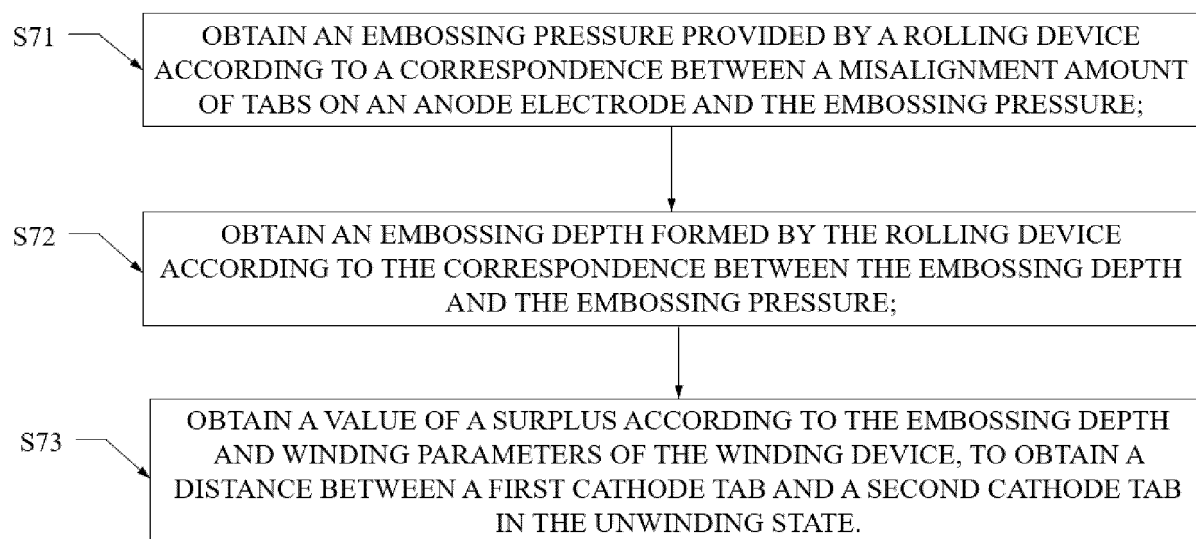 S71
OBTAIN AN EMBOSSING PRESSURE PROVIDED BY A ROLLING DEVICE
ACCORDING TO A CORRESPONDENCE BETWEEN A MISALIGNMENT AMOUNT
OF TABS ON AN ANODE ELECTRODE AND THE EMBOSSING PRESSURE;
S72
OBTAIN AN EMBOSSING DEPTH FORMED BY THE ROLLING DEVICE
ACCORDING TO THE CORRESPONDENCE BETWEEN THE EMBOSSING DEPTH
AND THE EMBOSSING PRESSURE;
S73
OBTAIN A VALUE OF A SURPLUS ACCORDING TO THE EMBOSSING DEPTH
AND WINDING PARAMETERS OF THE WINDING DEVICE, TO OBTAIN A
DISTANCE BETWEEN A FIRST CATHODE TAB AND A SECOND CATHODE TAB
IN THE UNWINDING STATE.